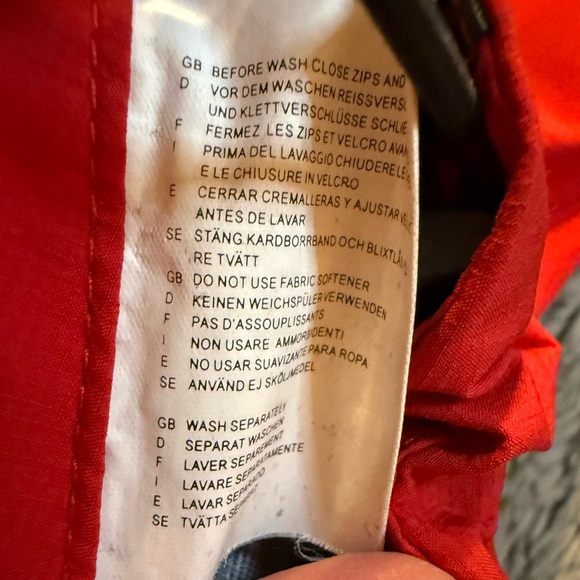 GB BEFORE WASH CLOSE ZIPS AND
D VOR DEM WASCHEN REISSVERSL
UND KLETTVERSCHLÜSSE SCHLIE
F FERMEZ LES ZIPS ET VELCRO AVAN
I PRIMA DEL LAVAGGIO CHIUDERE LE
E LE CHIUSURE IN VELCRO
E CERRAR CREMALLERAS Y AJUSTAR VEL
ANTES DE LAVAR
SE STÄNG KARDBORRBAND OCH BLIXTLÅ
RE TVÄTT
GB DO NOT USE FABRIC SOFTENER
D KEINEN WEICHSPÜLER VERWENDEN
F PAS D'ASSOUPLISSANTS
I NON USARE AMMORBIDENTI
E NO USAR SUAVIZANTE PARA ROPA
SE ANVÄND EJ SKÖLJMEDEL
GB WASH SEPARATELY
D SEPARAT WASCHEN
F LAVER SEPAREMENT
I LAVARE SEPARATAMENTE
E LAVAR SEPARADO
SE TVÄTTA SEPARAT